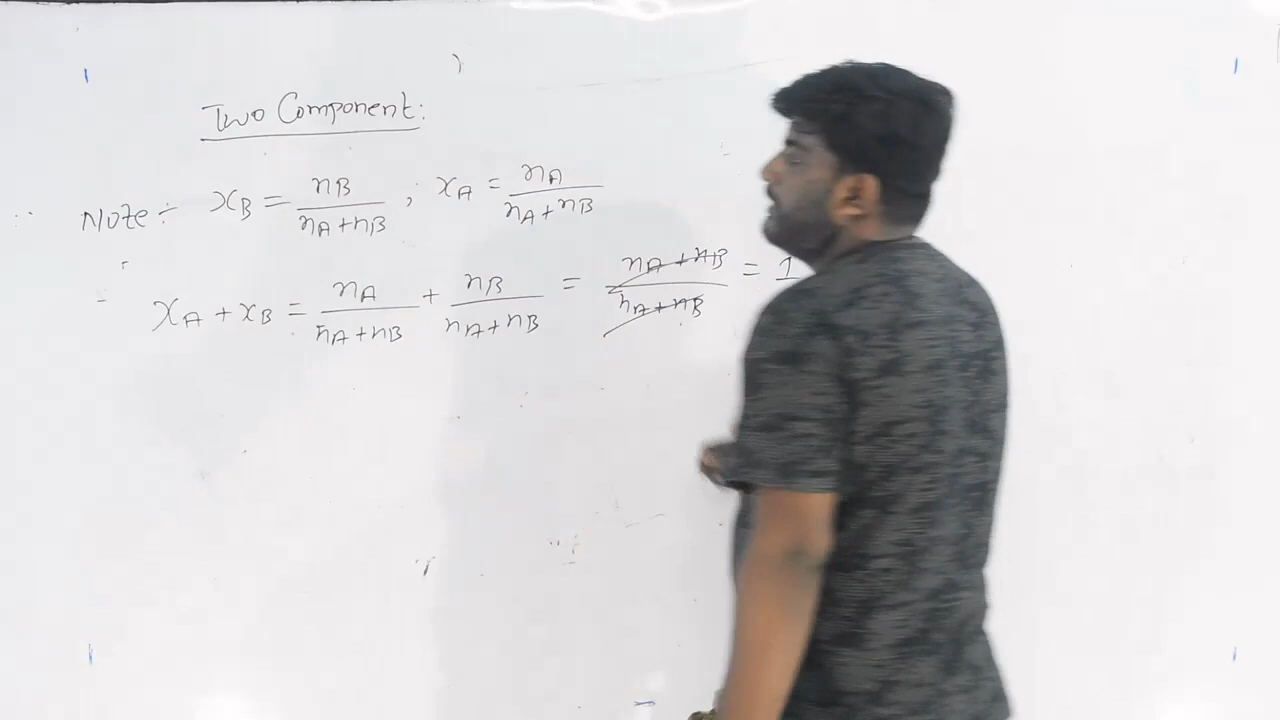 Two Component:
Note:- xB = nB / nA+nB , xA = nA / nA+nB
xA + xB = nA / nA+nB + nB / nA+nB = nA+nB / nA+nB = 1